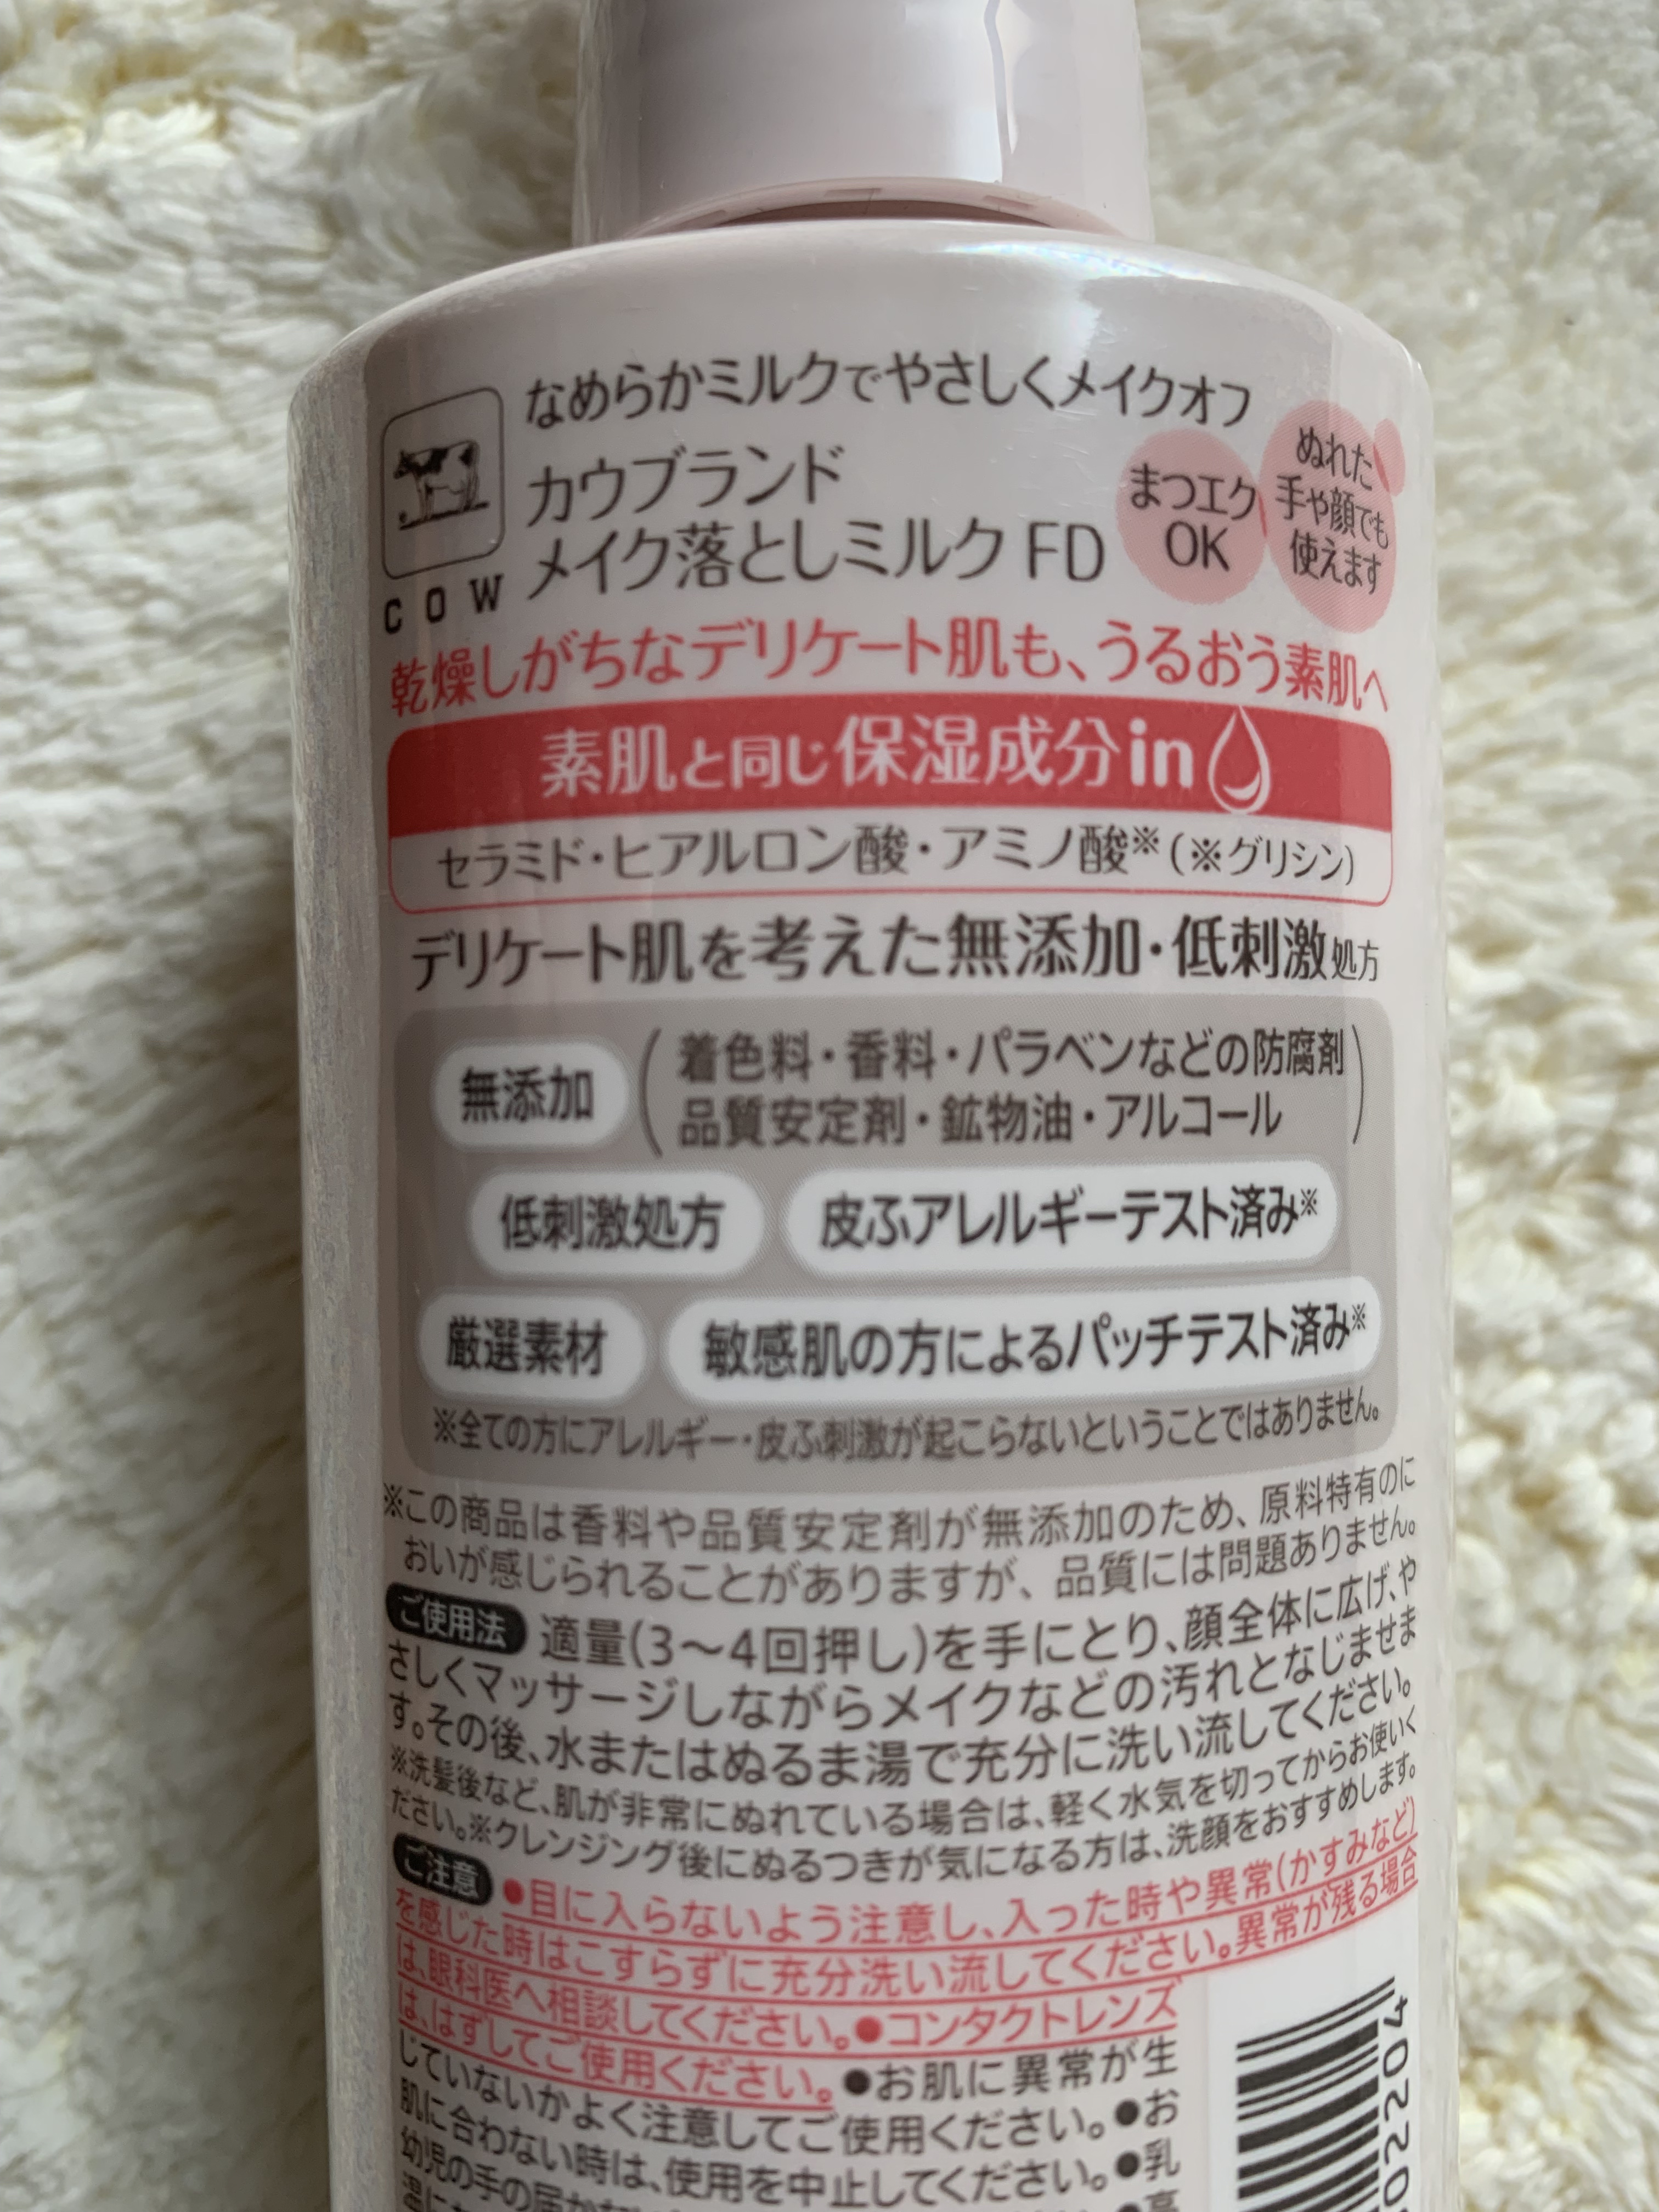 なめらかミルクでやさしくメイクオフ
カウブランド
メイク落としミルク FD
COW
まつエク
OK
ぬれた
手や顔でも
使えます
乾燥しがちなデリケート肌も、うるおう素肌へ
素肌と同じ保湿成分in
セラミド・ヒアルロン酸・アミノ酸※(※グリシン)
デリケート肌を考えた無添加・低刺激処方
無添加
(着色料・香料・パラベンなどの防腐剤
品質安定剤・鉱物油・アルコール)
低刺激処方
皮ふアレルギーテスト済み※
厳選素材
敏感肌の方によるパッチテスト済み※
※全ての方にアレルギー・皮ふ刺激が起こらないということではありません。
※この商品は香料や品質安定剤が無添加のため、原料特有のに
おいが感じられることがありますが、品質には問題ありません。
ご使用法 適量(3〜4回押し)を手にとり、顔全体に広げ、や
さしくマッサージしながらメイクなどの汚れとなじませま
す。その後、水またはぬるま湯で充分に洗い流してください。
※洗髪後など、肌が非常にぬれている場合は、軽く水気を切ってからお使いく
ださい。※クレンジング後にぬるつきが気になる方は、洗顔をおすすめします。
ご注意 ●目に入らないよう注意し、入った時や異常(かすみなど)
を感じた時はこすらずに充分洗い流してください。異常が残る場合
は、眼科医へ相談してください。●コンタクトレンズ
は、はずしてご使用ください。●お肌に異常が生
じていないかよく注意してご使用ください。●お
肌に合わない時は、使用を中止してください。●乳
幼児の手の届か
02204